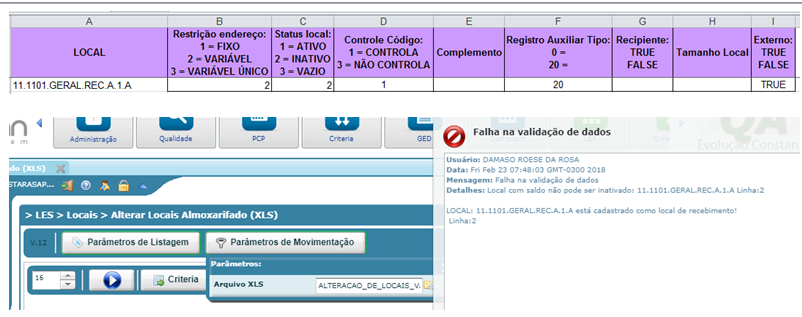 A B C D E F G H I
LOCAL
Restrição endereço:
1 = FIXO
2 = VARIÁVEL
3 = VARIÁVEL ÚNICO
Status local:
1 = ATIVO
2 = INATIVO
3 = VAZIO
Controle Código:
1 = CONTROLA
3 = NÃO CONTROLA
Complemento
Registro Auxiliar Tipo:
0 =
20 =
Recipiente:
TRUE
FALSE
Tamanho Local
Externo:
TRUE
FALSE
11.1101.GERAL.REC.A.1.A 2 2 1 20 TRUE
Administração
Qualidade
PCP
Criteria
GED
Falha na validação de dados
Evolução Constan
Usuário: DAMASO ROESE DA ROSA
Data: Fri Feb 23 07:48:03 GMT-0300 2018
Mensagem: Falha na validação de dados
Detalhes: Local com saldo não pode ser inativado: 11.1101.GERAL.REC.A.1.A Linha:2
LOCAL: 11.1101.GERAL.REC.A.1.A está cadastrado como local de recebimento!
Linha:2
do (XLS)
STARASAP...
> LES > Locais > Alterar Locais Almoxarifado (XLS)
V.12
Parâmetros de Listagem
Parâmetros de Movimentação
16
Criteria
Parâmetros:
Arquivo XLS
ALTERACAO_DE_LOCAIS_V.